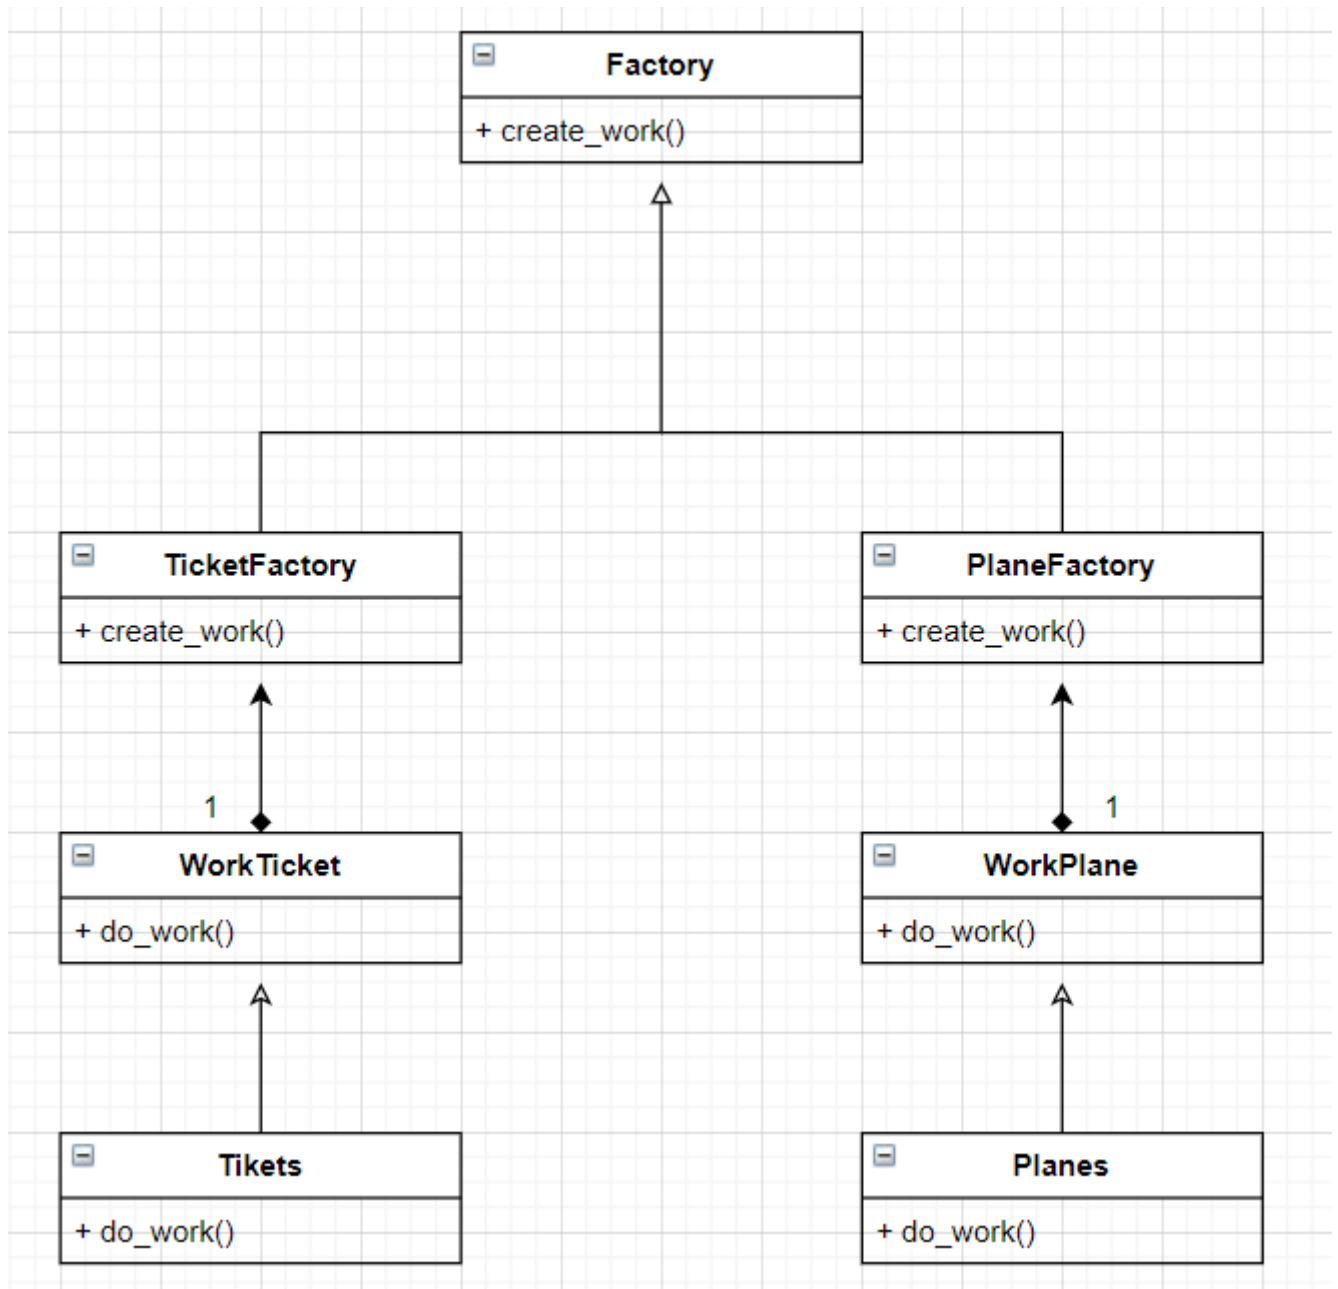 Factory
+ create_work()
TicketFactory
+ create_work()
PlaneFactory
+ create_work()
1
1
WorkTicket
+ do_work()
WorkPlane
+ do_work()
Tikets
+ do_work()
Planes
+ do_work()